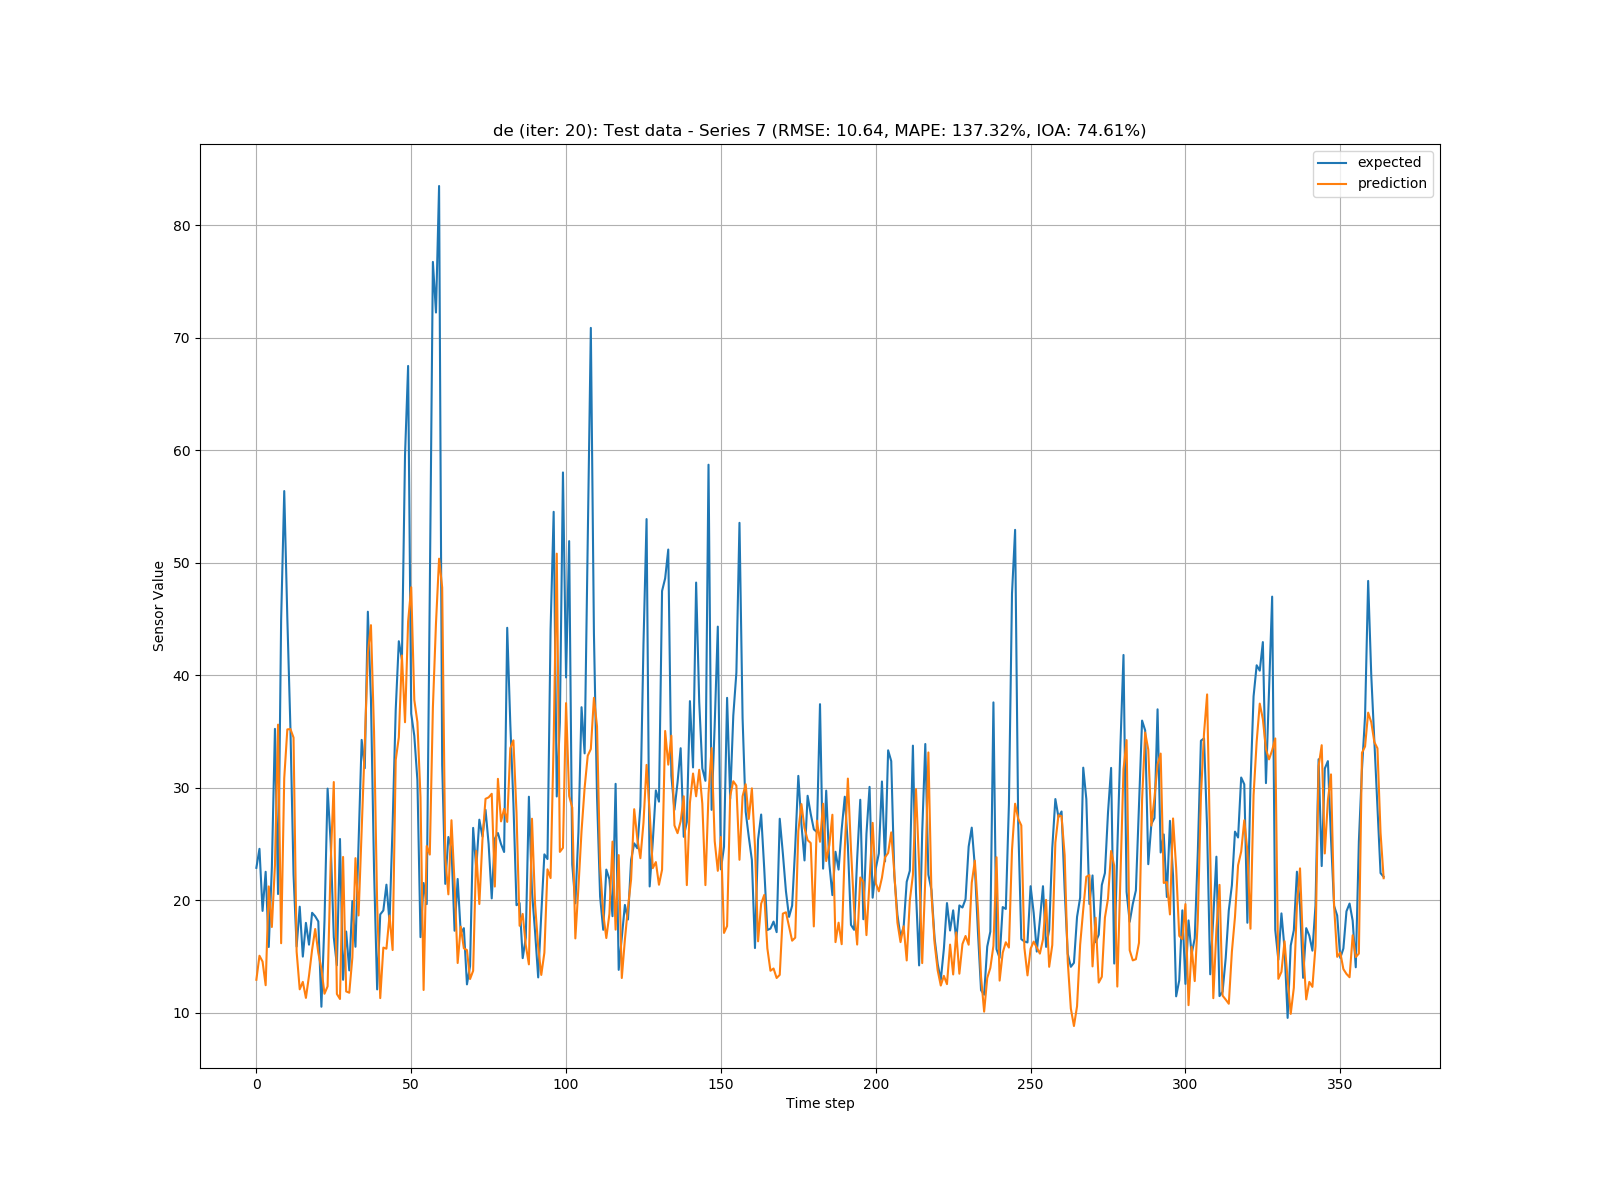 de (iter: 20): Test data - Series 7 (RMSE: 10.64, MAPE: 137.32%, IOA: 74.61%)
expected
prediction
80
70
60
50
40
30
20
10
Sensor Value
0 50 100 150 200 250 300 350
Time step